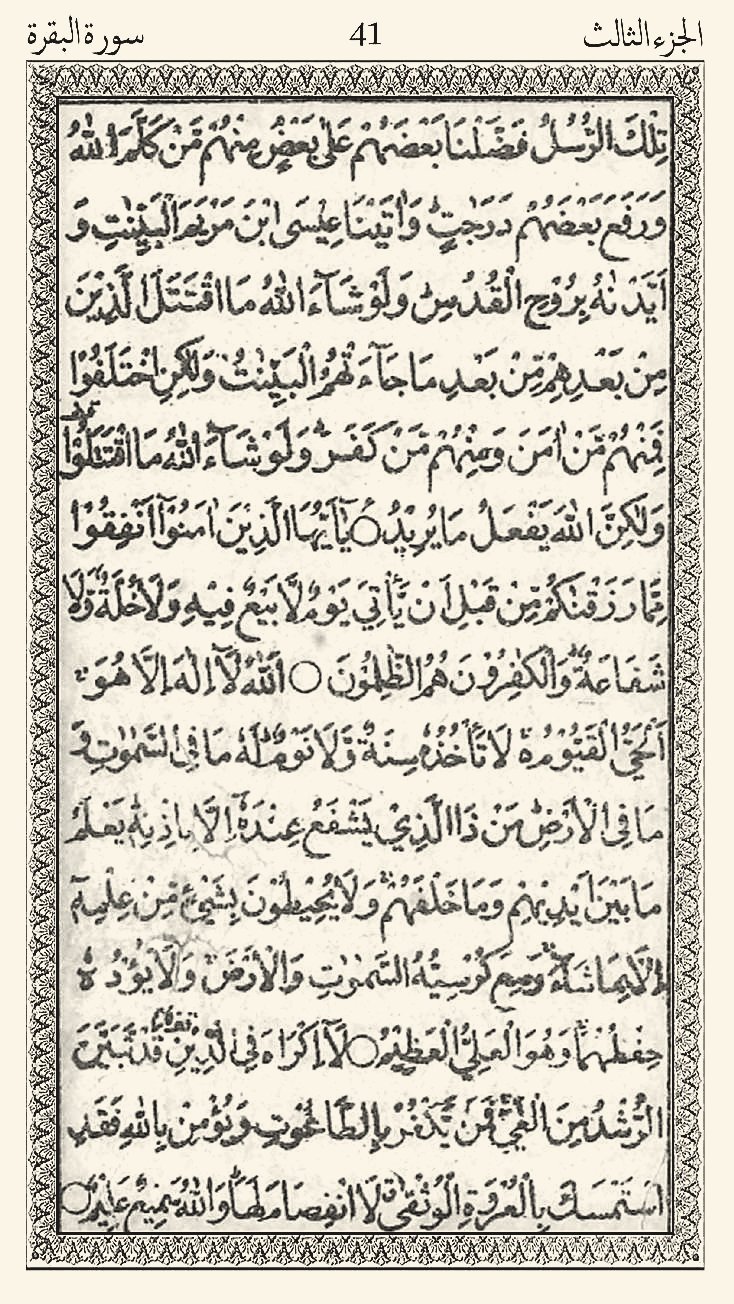 الجزء الثالث
41
سورة البقرة
تِلْكَ الرُّسُلُ فَضَّلْنَا بَعْضَهُمْ عَلٰى بَعْضٍ مِنْهُمْ مَّنْ كَلَّمَ اللّٰهُ
وَرَفَعَ بَعْضَهُمْ دَرَجٰتٍ ؕ وَاٰتَيْنَا عِيْسَى ابْنَ مَرْيَمَ الْبَيِّنٰتِ وَ
اَيَّدْنٰهُ بِرُوْحِ الْقُدُسِ ؕ وَلَوْ شَآءَ اللّٰهُ مَا اقْتَتَلَ الَّذِيْنَ
مِنْ بَعْدِهِمْ مِّنْ بَعْدِ مَا جَآءَ تْهُمُ الْبَيِّنٰتُ وَلٰكِنِ اخْتَلَفُوْا
فَمِنْهُمْ مَّنْ اٰمَنَ وَمِنْهُمْ مَّنْ كَفَرَ ؕ وَلَوْ شَآءَ اللّٰهُ مَا اقْتَتَلُوْا
وَلٰكِنَّ اللّٰهَ يَفْعَلُ مَا يُرِيْدُ ○ يٰٓاَيُّهَا الَّذِيْنَ اٰمَنُوْٓا اَنْفِقُوْا
مِمَّا رَزَقْنٰكُمْ مِّنْ قَبْلِ اَنْ يَّاْتِيَ يَوْمٌ لَّا بَيْعٌ فِيْهِ وَلَا خُلَّةٌ وَّلَا
شَفَاعَةٌ ؕ وَالْكٰفِرُوْنَ هُمُ الظّٰلِمُوْنَ ○ اَللّٰهُ لَآ اِلٰهَ اِلَّا هُوَ ۚ
اَلْحَيُّ الْقَيُّوْمُ ە لَا تَاْخُذُهٗ سِنَةٌ وَّلَا نَوْمٌ ؕ لَهٗ مَا فِي السَّمٰوٰتِ وَ
مَا فِي الْاَرْضِ ؕ مَنْ ذَا الَّذِيْ يَشْفَعُ عِنْدَهٗٓ اِلَّا بِاِذْنِهٖ ؕ يَعْلَمُ
مَا بَيْنَ اَيْدِيْهِمْ وَمَا خَلْفَهُمْ ۚ وَلَا يُحِيْطُوْنَ بِشَيْءٍ مِّنْ عِلْمِهٖٓ
اِلَّا بِمَا شَآءَ ۚ وَسِعَ كُرْسِيُّهُ السَّمٰوٰتِ وَالْاَرْضَ ۚ وَلَا يَؤُدُهٗ
حِفْظُهُمَا ۚ وَهُوَ الْعَلِيُّ الْعَظِيْمُ ○ لَآ اِكْرَاهَ فِي الدِّيْنِ قَدْ تَّبَيَّنَ
الرُّشْدُ مِنَ الْغَيِّ ۚ فَمَنْ يَّكْفُرْ بِالطَّاغُوْتِ وَيُؤْمِنْ بِاللّٰهِ فَقَدِ
اسْتَمْسَكَ بِالْعُرْوَةِ الْوُثْقٰى ۗ لَا انْفِصَامَ لَهَا ؕ وَاللّٰهُ سَمِيْعٌ عَلِيْمٌ ○